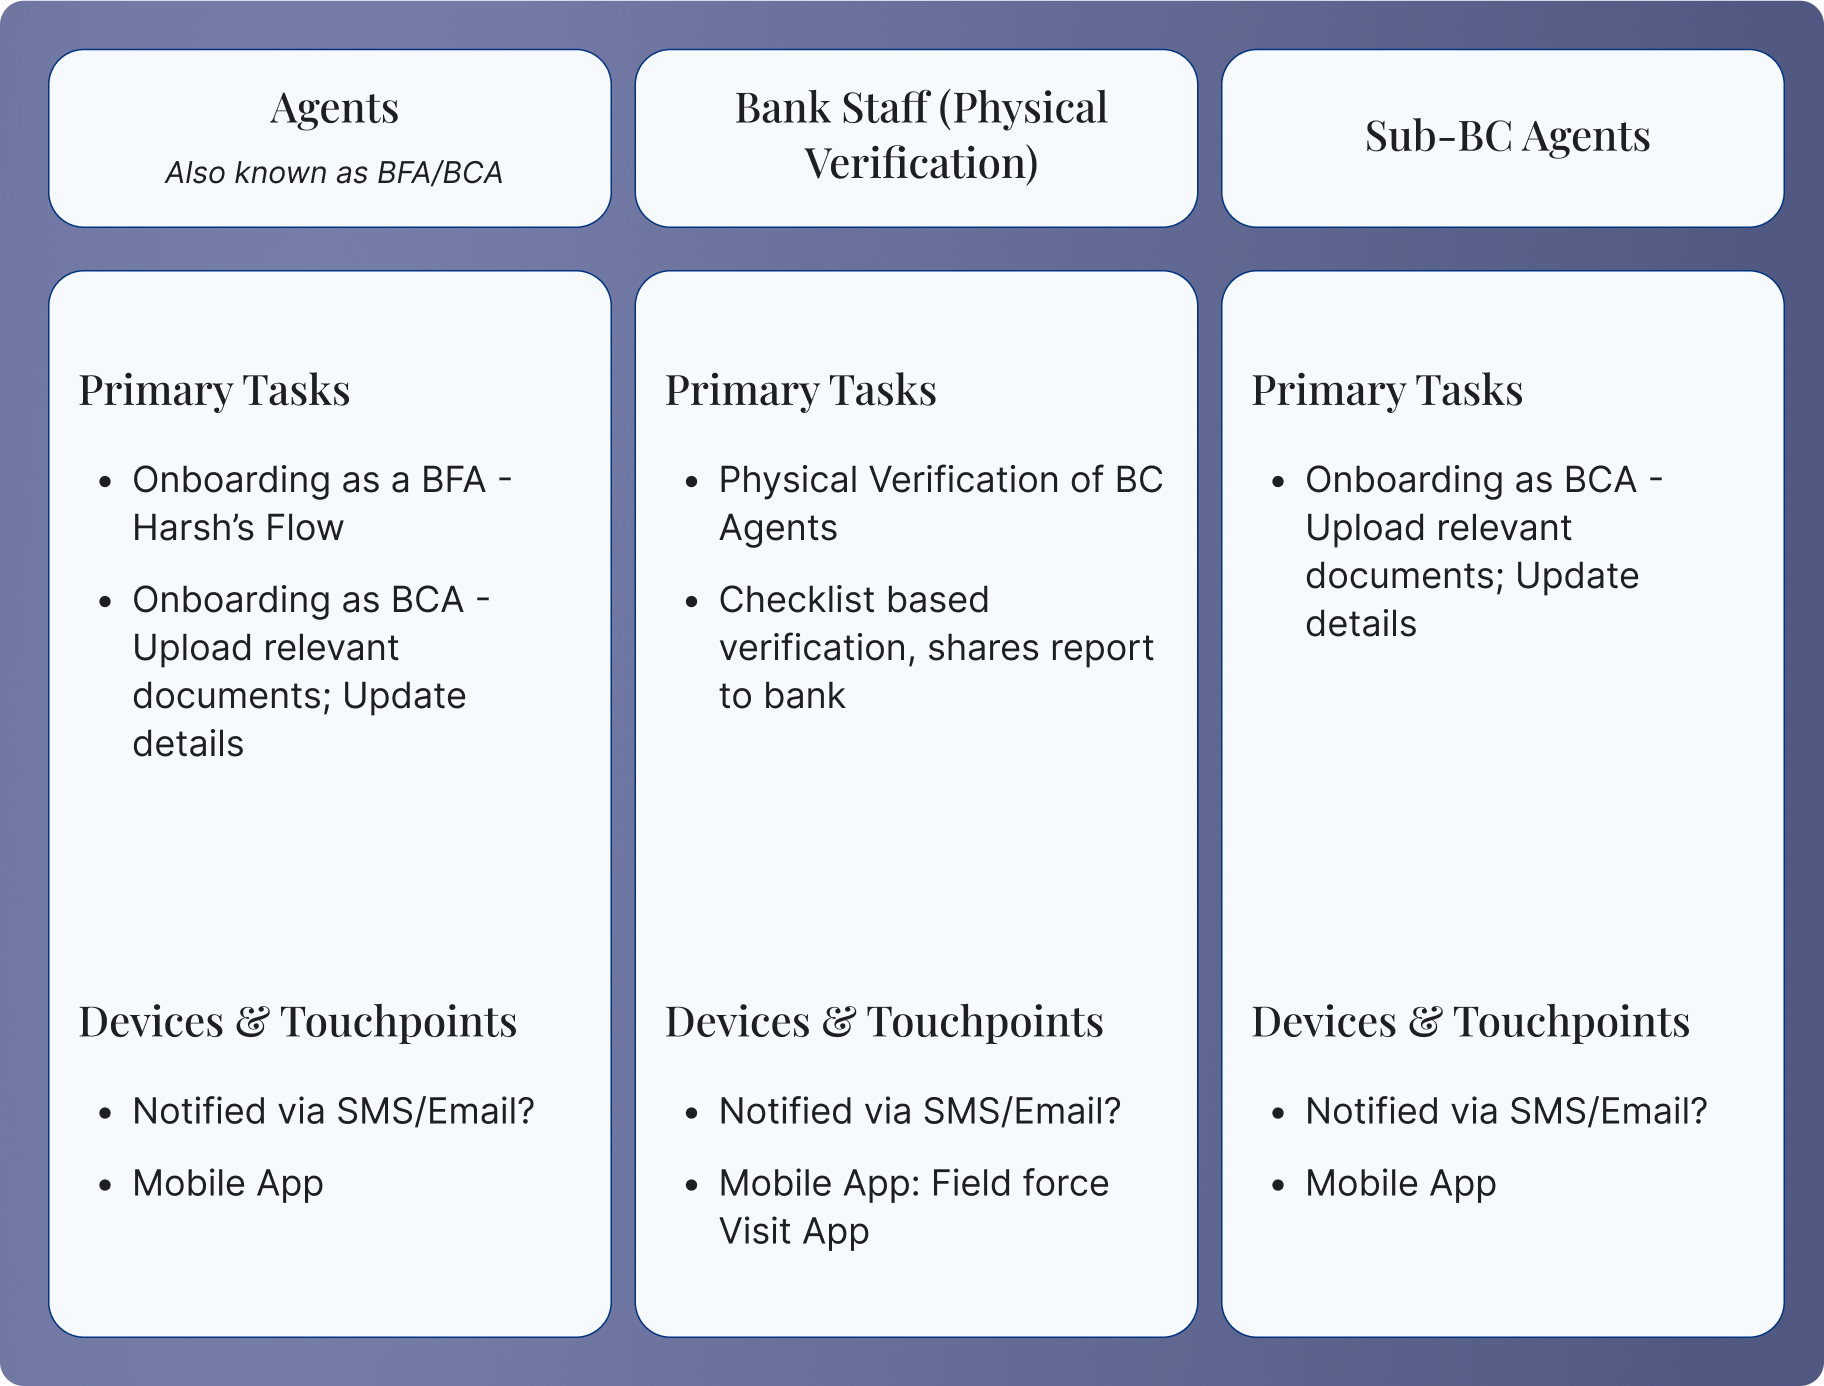 Agents
Also known as BFA/BCA
Bank Staff (Physical
Verification)
Sub-BC Agents
Primary Tasks
• Onboarding as a BFA -
Harsh’s Flow
• Onboarding as BCA -
Upload relevant
documents; Update
details
Devices & Touchpoints
• Notified via SMS/Email?
• Mobile App
Primary Tasks
• Physical Verification of BC
Agents
• Checklist based
verification, shares report
to bank
Devices & Touchpoints
• Notified via SMS/Email?
• Mobile App: Field force
Visit App
Primary Tasks
• Onboarding as BCA -
Upload relevant
documents; Update
details
Devices & Touchpoints
• Notified via SMS/Email?
• Mobile App